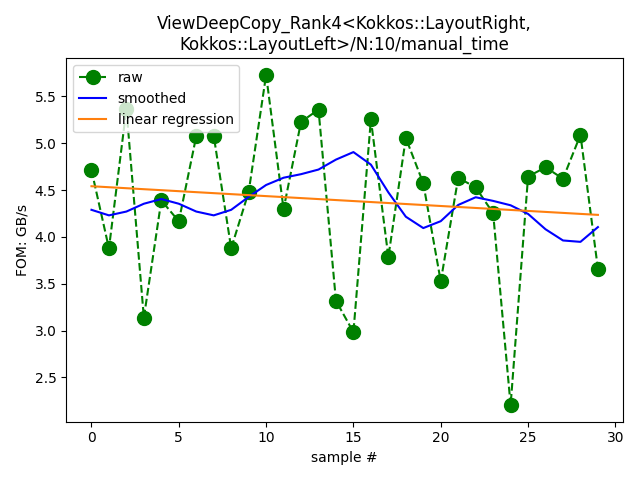 ViewDeepCopy_Rank4<Kokkos::LayoutRight,
Kokkos::LayoutLeft>/N:10/manual_time
raw
smoothed
linear regression
FOM: GB/s
5.5
5.0
4.5
4.0
3.5
3.0
2.5
0 5 10 15 20 25 30
sample #